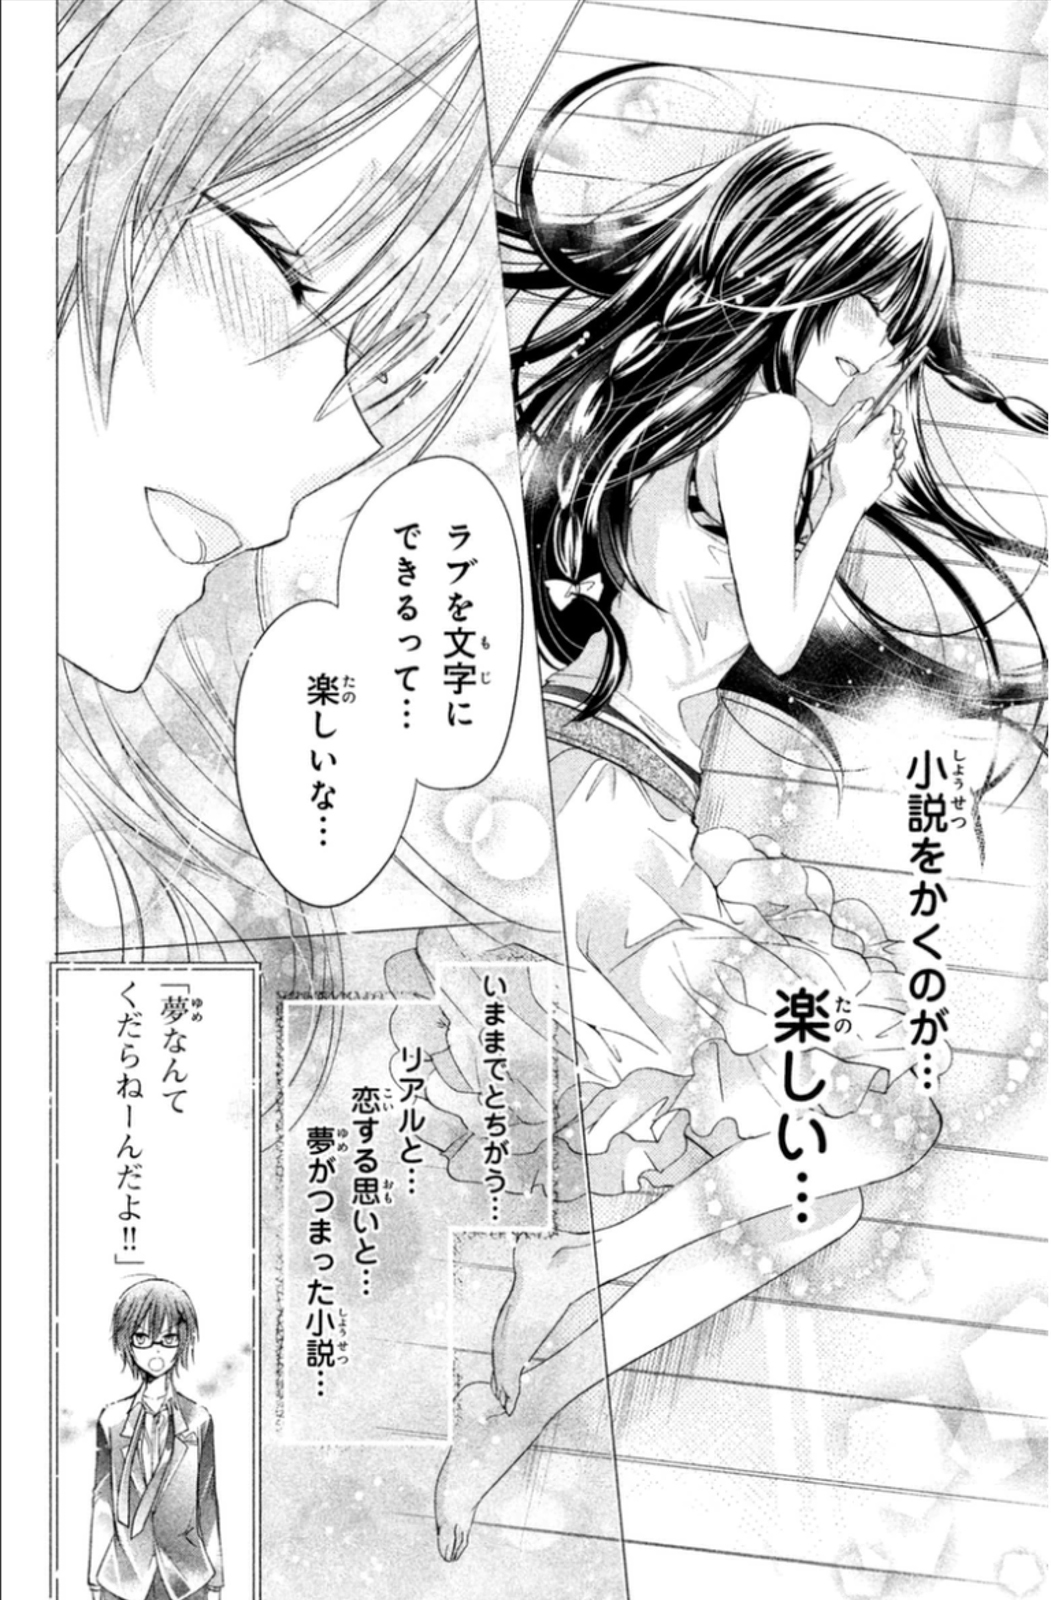 小説をかくのが…
楽しい…
ラブを文字に
できるって…
楽しいな…
いままでとちがう…
リアルと…
恋する思いと…
夢がつまった小説…
「夢なんて
くだらねーんだよ!!」